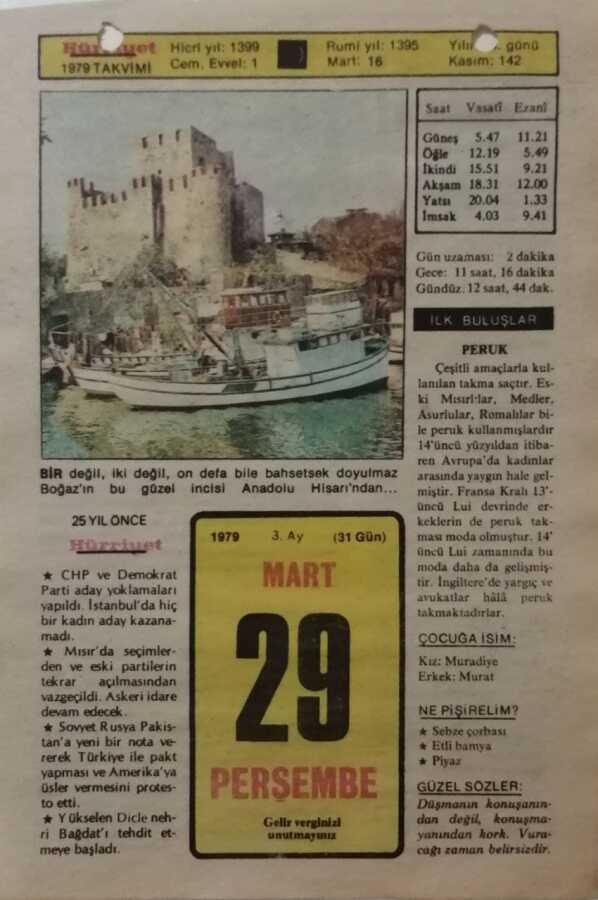 Hürriyet
1979 TAKVİMİ
Hicri yıl: 1399
Cem. Evvel: 1
Rumi yıl: 1395
Mart: 16
günü
Kasım: 142
Saat Vasatî Ezanî
Güneş 5.47 11.21
Öğle 12.19 5.49
İkindi 15.51 9.21
Akşam 18.31 12.00
Yatsı 20.04 1.33
İmsak 4.03 9.41
Gün uzaması: 2 dakika
Gece: 11 saat, 16 dakika
Gündüz: 12 saat, 44 dak.
İLK BULUŞLAR
PERUK
Çeşitli amaçlarla kul-
lanılan takma saçtır. Es-
ki Mısırlılar, Medler,
Asurlular, Romalılar bi-
le peruk kullanmışlardır
14'üncü yüzyıldan itiba-
ren Avrupa'da kadınlar
arasında yaygın hale gel-
miştir. Fransa Kralı 13'-
üncü Lui devrinde er-
keklerin de peruk tak-
ması moda olmuştur. 14'
üncü Lui zamanında bu
moda daha da gelişmiş-
tir. İngiltere'de yargıç ve
avukatlar hâlâ peruk
takmaktadırlar.
ÇOCUĞA İSİM:
Kız: Muradiye
Erkek: Murat
NE PİŞİRELİM?
★ Sebze çorbası
★ Etli bamya
★ Piyaz
GÜZEL SÖZLER:
Düşmanın konuşanın-
dan değil, konuşma-
yanından kork. Vura-
cağı zaman belirsizdir.
BİR değil, iki değil, on defa bile bahsetsek doyulmaz
Boğaz'ın bu güzel incisi Anadolu Hisarı'ndan...
25 YIL ÖNCE
Hürriyet
★ CHP ve Demokrat
Parti aday yoklamaları
yapıldı. İstanbul'da hiç
bir kadın aday kazana-
madı.
★ Mısır'da seçimler-
den ve eski partilerin
tekrar açılmasından
vazgeçildi. Askeri idare
devam edecek.
★ Sovyet Rusya Pakis-
tan'a yeni bir nota ve-
rerek Türkiye ile pakt
yapması ve Amerika'ya
üsler vermesini protes-
to etti.
★ Yükselen Dicle neh-
ri Bağdat'ı tehdit et-
meye başladı.
1979 3. Ay (31 Gün)
MART
29
PERŞEMBE
Gelir verginizi
unutmayınız